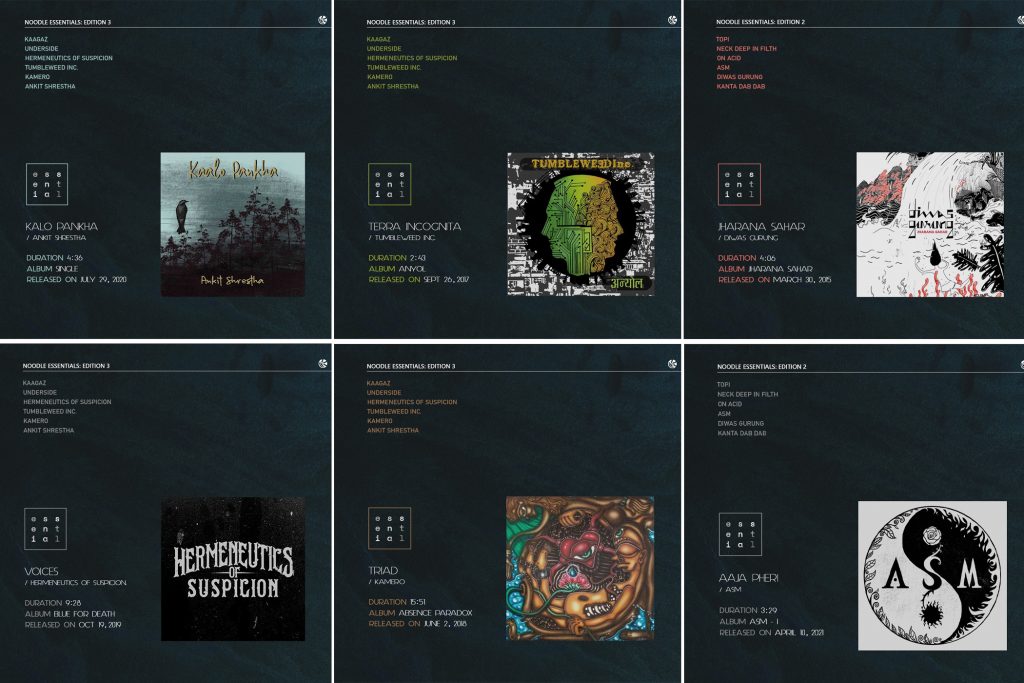 NOODLE ESSENTIALS: EDITION 3
KAAGAZ
UNDERSIDE
HERMENEUTICS OF SUSPICION
TUMBLEWEED INC.
KAMERO
ANKIT SHRESTHA
ess
ent
ial
KALO PANKHA
/ ANKIT SHRESTHA
DURATION 4:36
ALBUM SINGLE
RELEASED ON JULY 29, 2020
Kaalo Pankha
Ankit Shrestha
NOODLE ESSENTIALS: EDITION 3
KAAGAZ
UNDERSIDE
HERMENEUTICS OF SUSPICION
TUMBLEWEED INC.
KAMERO
ANKIT SHRESTHA
ess
ent
ial
TERRA INCOGNITA
/ TUMBLEWEED INC.
DURATION 2:43
ALBUM ANYOL
RELEASED ON SEPT 26, 2017
TUMBLEWEED Inc.
अन्योल
NOODLE ESSENTIALS: EDITION 2
TOPI
NECK DEEP IN FILTH
ON ACID
ASM
DIWAS GURUNG
KANTA DAB DAB
ess
ent
ial
JHARANA SAHAR
/ DIWAS GURUNG
DURATION 4:06
ALBUM JHARANA SAHAR
RELEASED ON MARCH 30, 2015
diwas
gurung
JHARANA SAHAR
NOODLE ESSENTIALS: EDITION 3
KAAGAZ
UNDERSIDE
HERMENEUTICS OF SUSPICION
TUMBLEWEED INC.
KAMERO
ANKIT SHRESTHA
ess
ent
ial
VOICES
/ HERMENEUTICS OF SUSPICION.
DURATION 9:28
ALBUM BLUE FOR DEATH
RELEASED ON OCT 19, 2019
HERMENEUTICS
OF
SUSPICION
NOODLE ESSENTIALS: EDITION 3
KAAGAZ
UNDERSIDE
HERMENEUTICS OF SUSPICION
TUMBLEWEED INC.
KAMERO
ANKIT SHRESTHA
ess
ent
ial
TRIAD
/ KAMERO
DURATION 15:51
ALBUM ABSENCE PARADOX
RELEASED ON JUNE 2, 2018
NOODLE ESSENTIALS: EDITION 2
TOPI
NECK DEEP IN FILTH
ON ACID
ASM
DIWAS GURUNG
KANTA DAB DAB
ess
ent
ial
AAJA PHERI
/ ASM
DURATION 3:29
ALBUM ASM - I
RELEASED ON APRIL 10, 2021
ASM